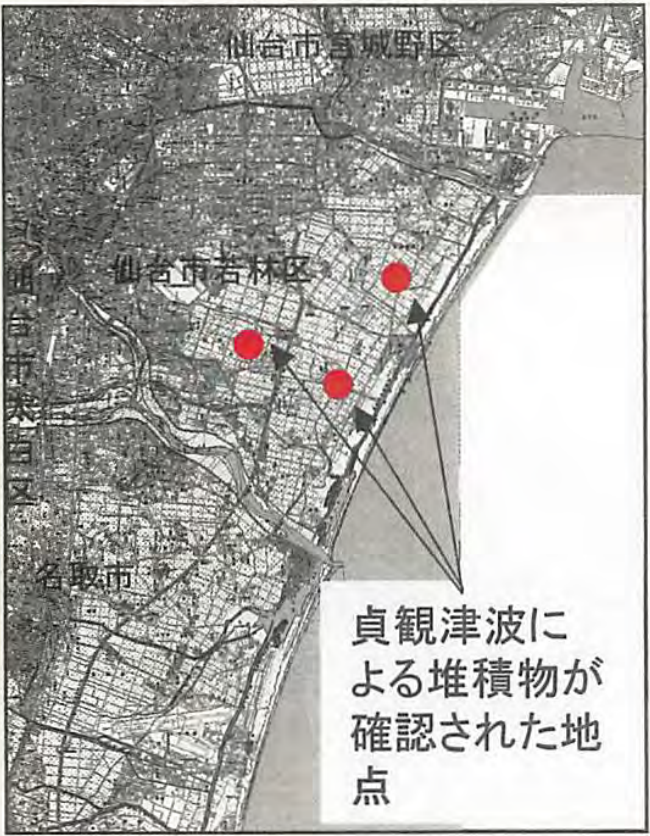 仙台市宮城野区
仙台市若林区
仙台市太白区
名取市
貞観津波に
よる堆積物が
確認された地
点